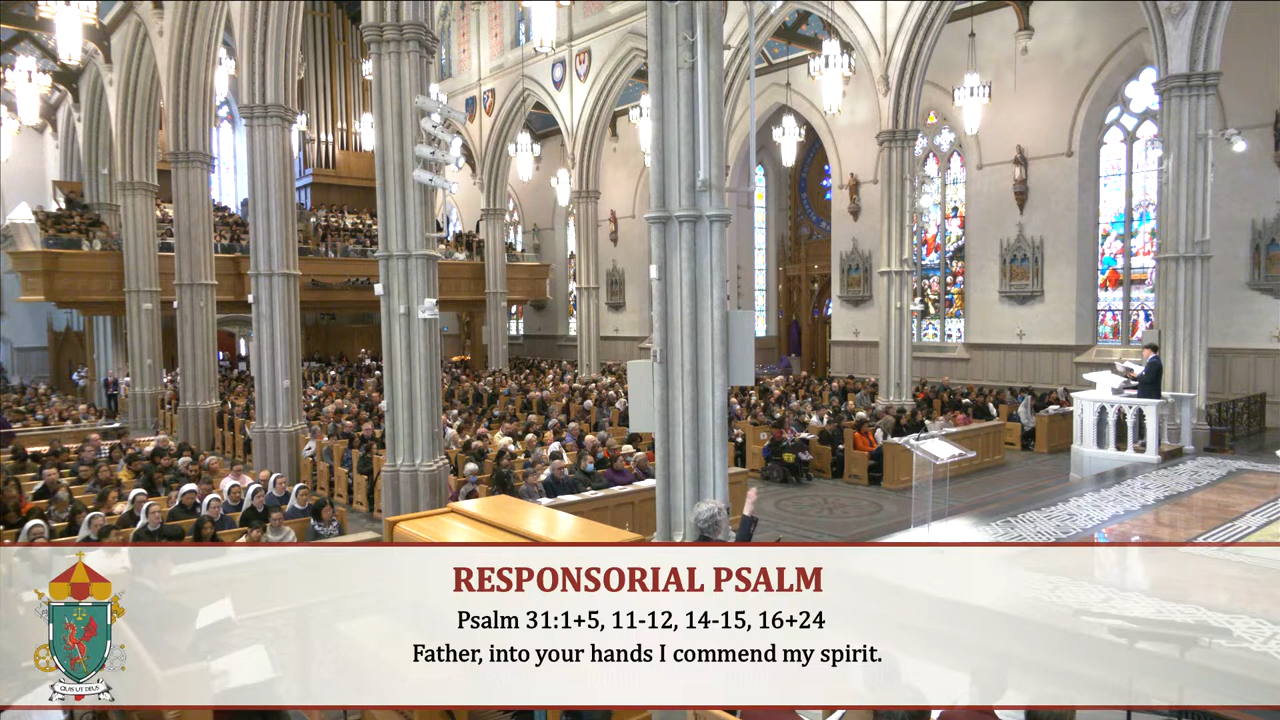 RESPONSORIAL PSALM
Psalm 31:1+5, 11-12, 14-15, 16+24
Father, into your hands I commend my spirit.
QUIS UT DEUS